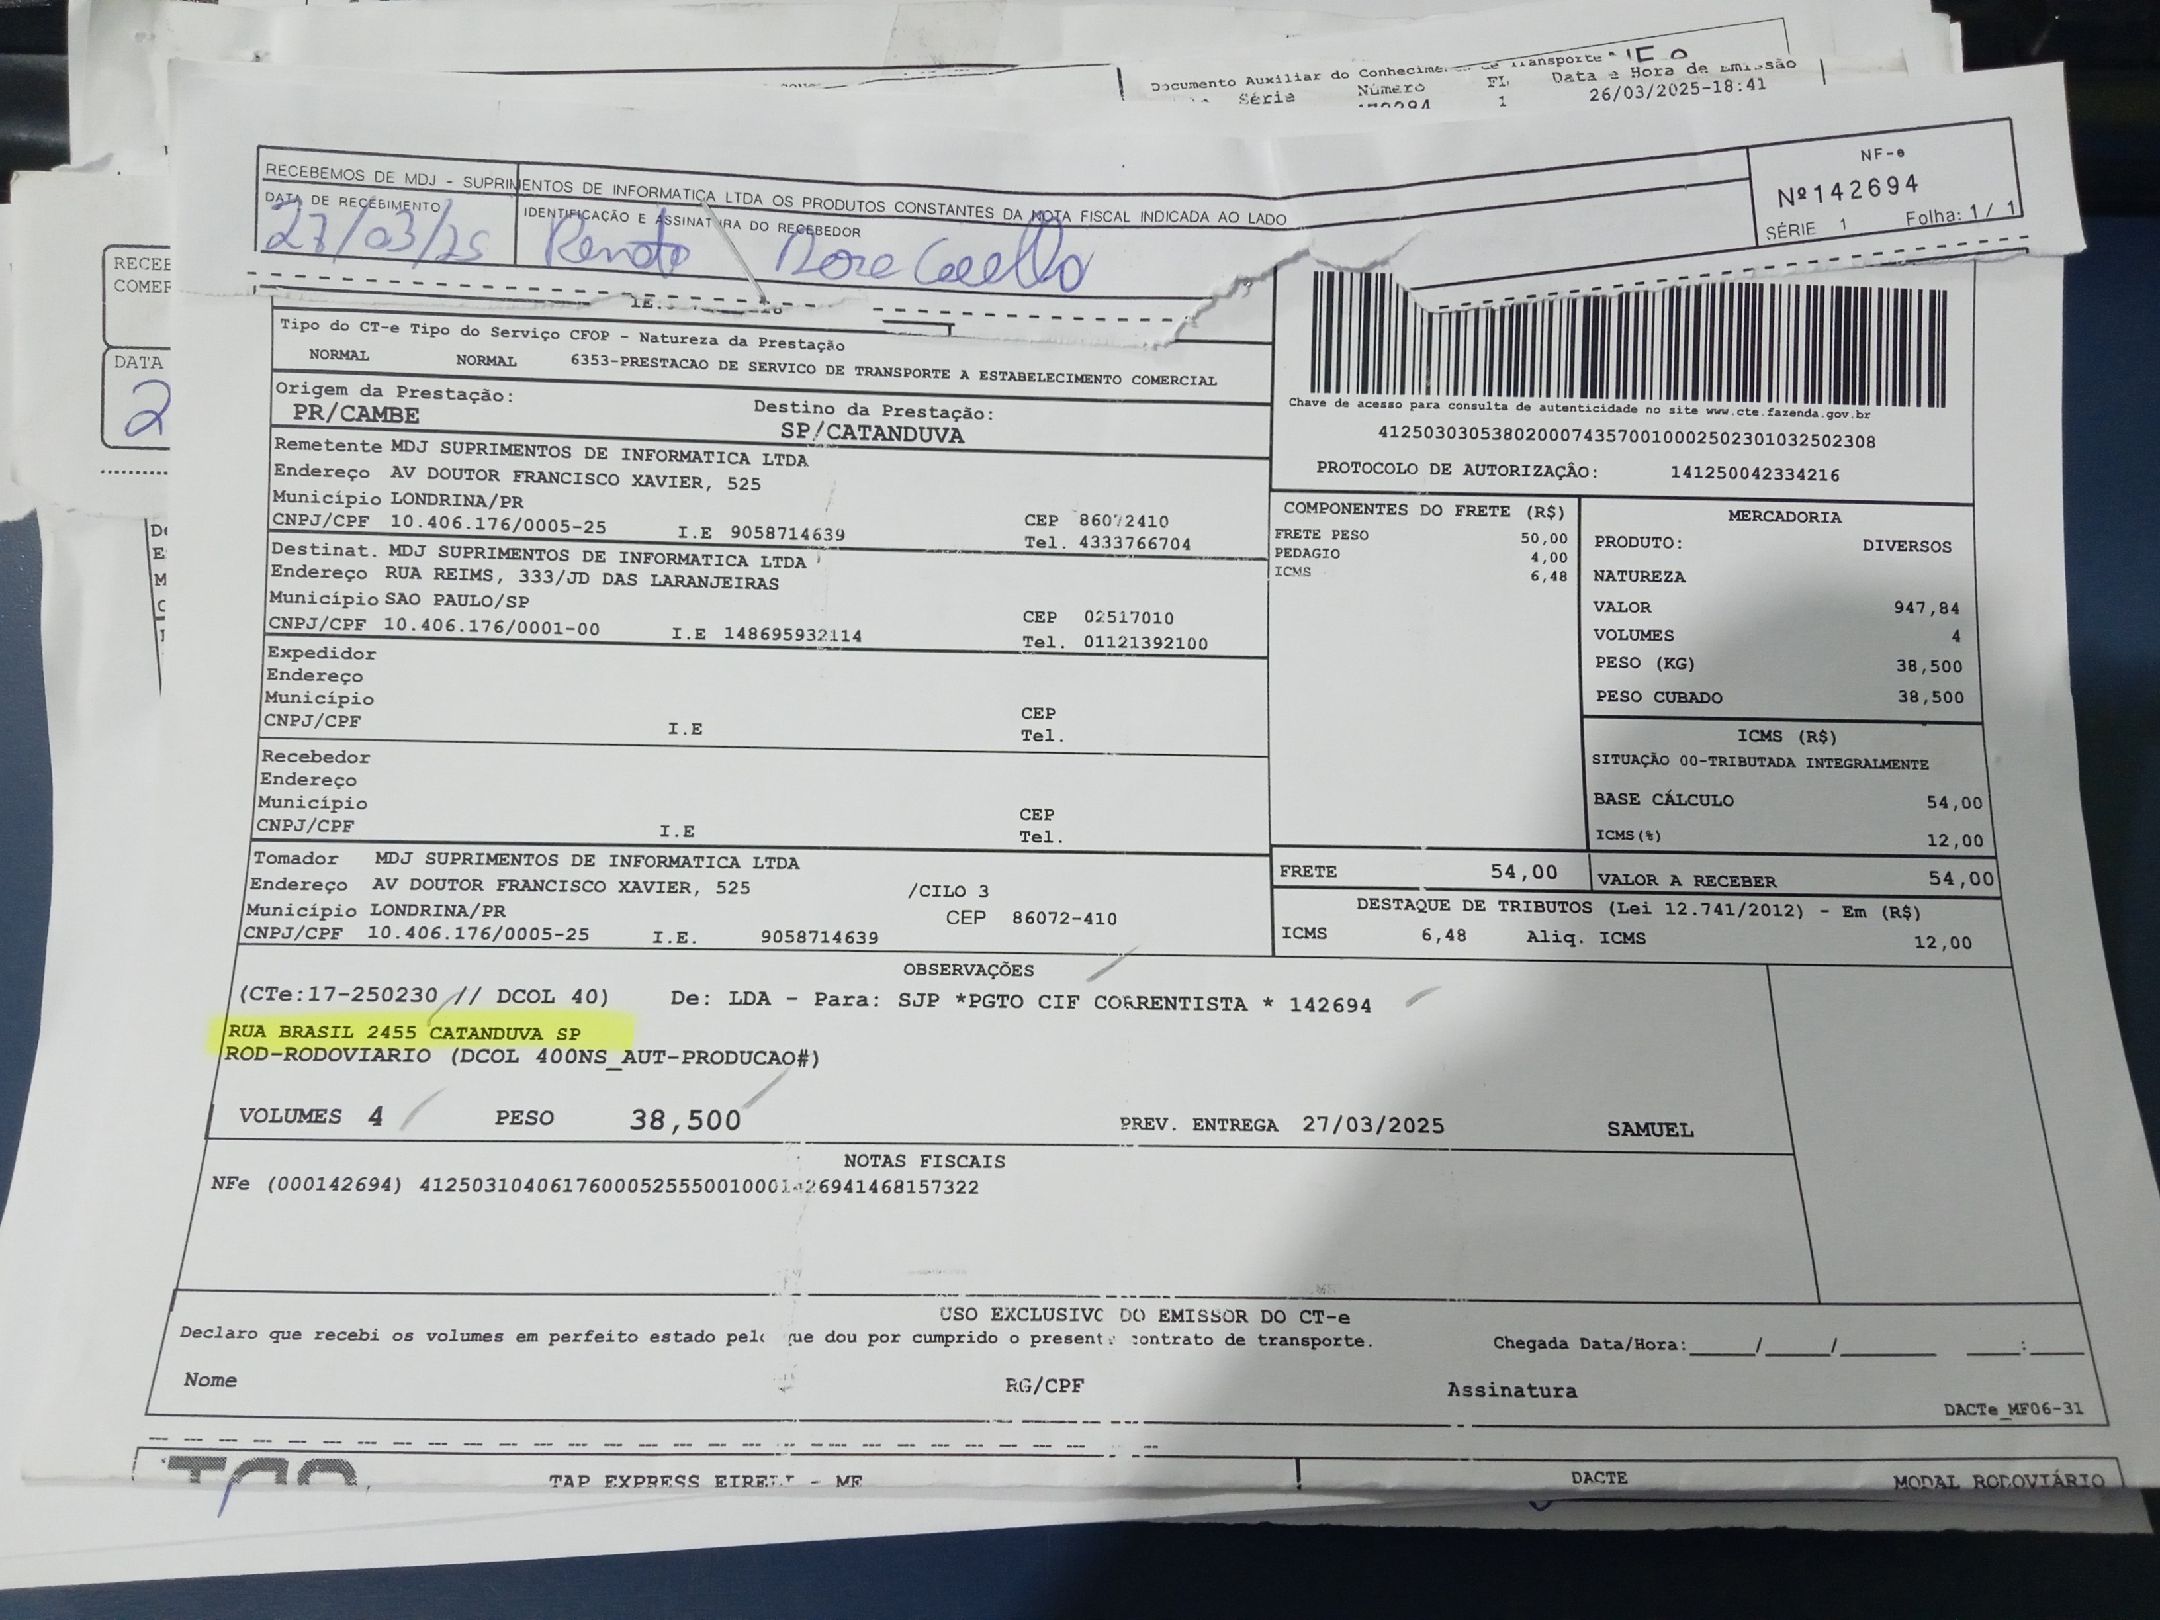 Documento Auxiliar do Conhecime
Transporte
Série
Número
FL
Data e Hora de Emissão
1
26/03/2025-18:41
RECEBEMOS DE MDJ - SUPRIMENTOS DE INFORMATICA LTDA OS PRODUTOS CONSTANTES DA NOTA FISCAL INDICADA AO LADO
DATA DE RECEBIMENTO
IDENTIFICAÇÃO E ASSINATURA DO RECEBEDOR
27/03/25
Renato
NF-e
Nº142694
SÉRIE 1 Folha: 1/ 1
RECEB
COMER
DATA
2
Tipo do CT-e Tipo do Serviço CFOP - Natureza da Prestação
NORMAL NORMAL 6353-PRESTACAO DE SERVICO DE TRANSPORTE A ESTABELECIMENTO COMERCIAL
Origem da Prestação:
PR/CAMBE
Destino da Prestação:
SP/CATANDUVA
Chave de acesso para consulta de autenticidade no site www.cte.fazenda.gov.br
41250303053802000743570010002502301032502308
PROTOCOLO DE AUTORIZAÇÃO: 141250042334216
Remetente MDJ SUPRIMENTOS DE INFORMATICA LTDA
Endereço AV DOUTOR FRANCISCO XAVIER, 525
Município LONDRINA/PR
CEP 86072410
CNPJ/CPF 10.406.176/0005-25 I.E 9058714639
Tel. 4333766704
Destinat. MDJ SUPRIMENTOS DE INFORMATICA LTDA
Endereço RUA REIMS, 333/JD DAS LARANJEIRAS
Município SAO PAULO/SP
CEP 02517010
CNPJ/CPF 10.406.176/0001-00 I.E 148695932114
Tel. 01121392100
Expedidor
Endereço
Município
CEP
CNPJ/CPF I.E
Tel.
Recebedor
Endereço
Município
CEP
CNPJ/CPF I.E
Tel.
Tomador MDJ SUPRIMENTOS DE INFORMATICA LTDA
Endereço AV DOUTOR FRANCISCO XAVIER, 525 /CILO 3
Município LONDRINA/PR CEP 86072-410
CNPJ/CPF 10.406.176/0005-25 I.E. 9058714639
COMPONENTES DO FRETE (R$)
FRETE PESO 50,00
PEDAGIO 4,00
ICMS 6,48
MERCADORIA
PRODUTO: DIVERSOS
NATUREZA
VALOR 947,84
VOLUMES 4
PESO (KG) 38,500
PESO CUBADO 38,500
ICMS (R$)
SITUAÇÃO 00-TRIBUTADA INTEGRALMENTE
BASE CÁLCULO 54,00
ICMS(%) 12,00
FRETE 54,00
VALOR A RECEBER 54,00
DESTAQUE DE TRIBUTOS (Lei 12.741/2012) - Em (R$)
ICMS 6,48 Aliq. ICMS 12,00
OBSERVAÇÕES
(CTe:17-250230 // DCOL 40) De: LDA - Para: SJP *PGTO CIF CORRENTISTA * 142694
RUA BRASIL 2455 CATANDUVA SP
ROD-RODOVIARIO (DCOL 400NS_AUT-PRODUCAO#)
VOLUMES 4 PESO 38,500 PREV. ENTREGA 27/03/2025 SAMUEL
NOTAS FISCAIS
NFe (000142694) 41250310406176000525550010001426941468157322
USO EXCLUSIVO DO EMISSOR DO CT-e
Declaro que recebi os volumes em perfeito estado pelo que dou por cumprido o presente contrato de transporte.
Chegada Data/Hora:_____/_____/_______ ____:____
Nome RG/CPF Assinatura
DACTe_MF06-31
TAP EXPRESS EIRELI - ME
DACTE
MODAL RODOVIÁRIO